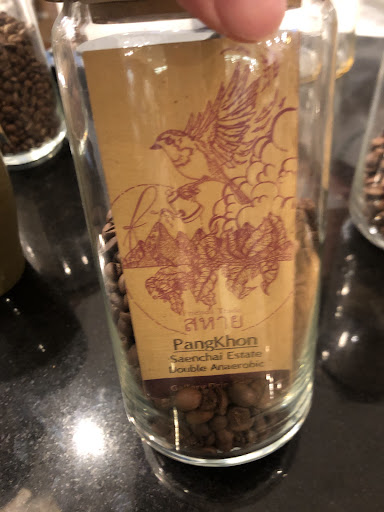 สหาย
PangKhon
Saenchai Estate
Double Anaerobic